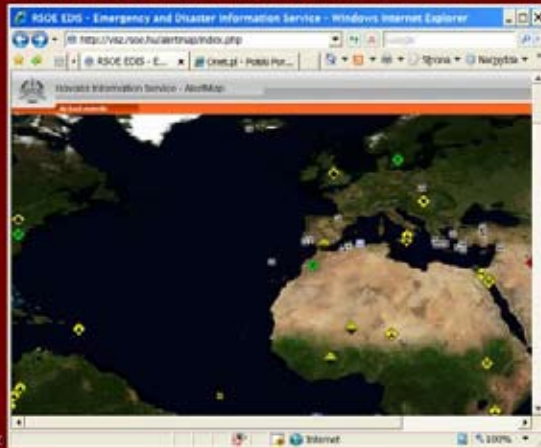 RSOE EDIS - Emergency and Disaster Information Service - Windows Internet Explorer
http://visz.rsoe.hu/alertmap/index.php
RSOE EDIS - E... Onet.pl - Polski Por... Strona Narzędzia
Havaria Information Service - AlertMap
Internet 100%